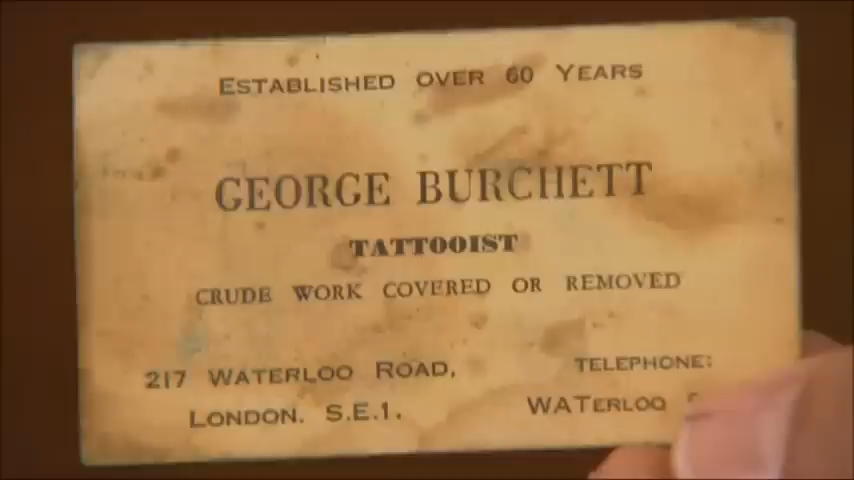 ESTABLISHED OVER 60 YEARS
GEORGE BURCHETT
TATTOOIST
CRUDE WORK COVERED OR REMOVED
217 WATERLOO ROAD,
LONDON. S.E.1.
TELEPHONE:
WATERLOO